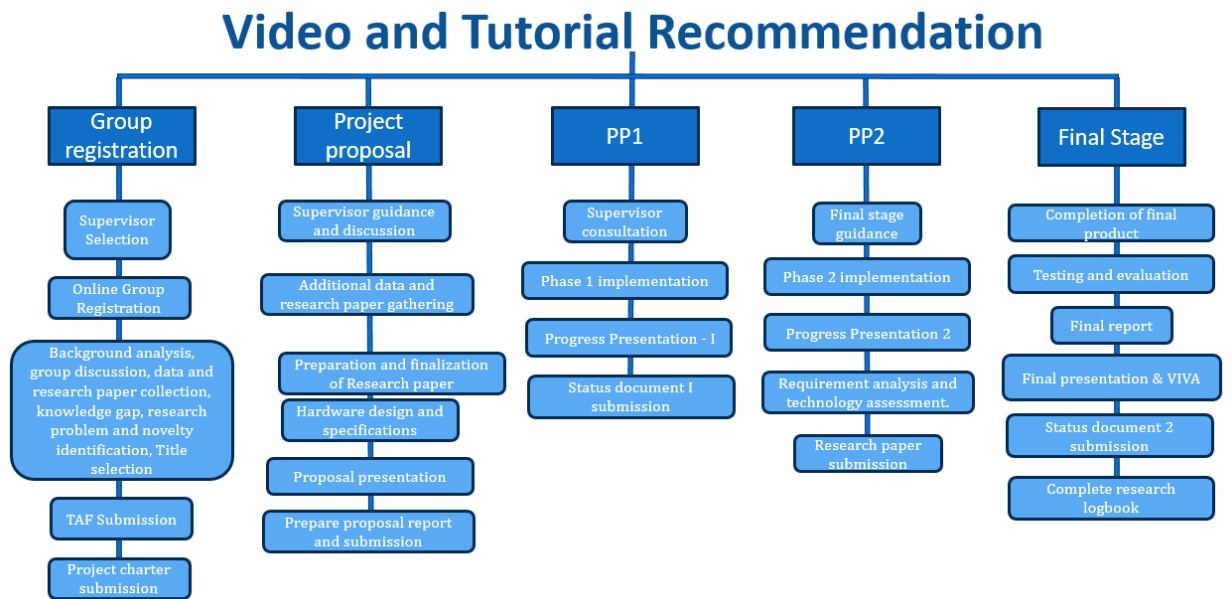 Video and Tutorial Recommendation
Group
registration
Supervisor
Selection
Online Group
Registration
Background analysis,
group discussion, data and
research paper collection,
knowledge gap, research
problem and novelty
identification, Title
selection
TAF Submission
Project charter
submission
Project
proposal
Supervisor guidance
and discussion
Additional data and
research paper gathering
Preparation and finalization
of Research paper
Hardware design and
specifications
Proposal presentation
Prepare proposal report
and submission
PP1
Supervisor
consultation
Phase 1 implementation
Progress Presentation - I
Status document I
submission
PP2
Final stage
guidance
Phase 2 implementation
Progress Presentation 2
Requirement analysis and
technology assessment.
Research paper
submission
Final Stage
Completion of final
product
Testing and evaluation
Final report
Final presentation & VIVA
Status document 2
submission
Complete research
logbook